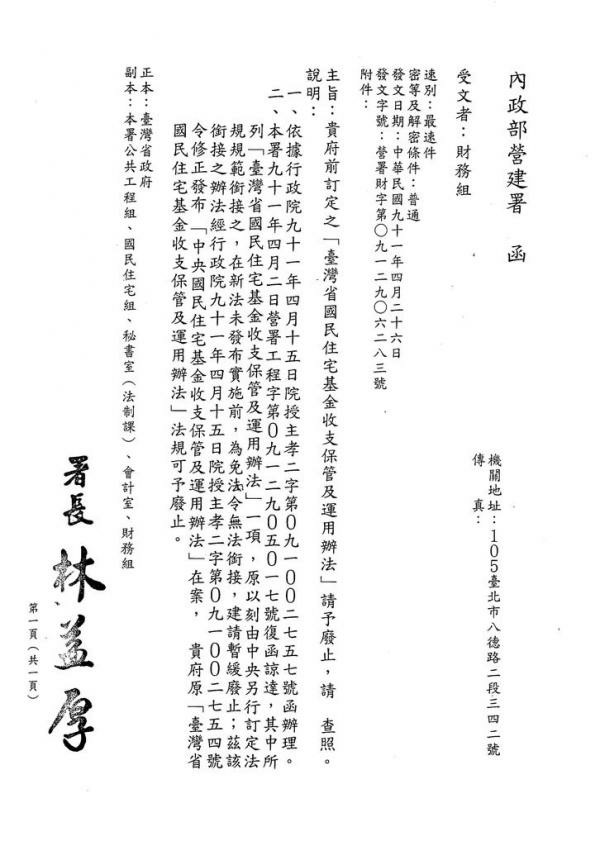 內政部營建署　函
機關地址：105臺北市八德路二段三四二號
傳　　真：
受文者：財務組
速別：最速件
密等及解密條件：普通
發文日期：中華民國九十一年四月二十六日
發文字號：營署財字第０九一二九０六二八三號
附件：
主旨：貴府前訂定之「臺灣省國民住宅基金收支保管及運用辦法」請予廢止，請　查照。
說明：
一、依據行政院九十一年四月十五日院授主孝二字第０九一００二七五七號函辦理。
二、本署九十一年四月二日營署工程字第０九一二九０五０一七號復函諒達，其中所
列「臺灣省國民住宅基金收支保管及運用辦法」一項，原以刻由中央另行訂定法
規規範銜接之，在新法未發布實施前，為免法令無法銜接，建請暫緩廢止；茲該
銜接之辦法經行政院九十一年四月十五日院授主孝二字第０九一００二七五四號
令修正發布「中央國民住宅基金收支保管及運用辦法」在案，　貴府原「臺灣省
國民住宅基金收支保管及運用辦法」法規可予廢止。
正本：臺灣省政府
副本：本署公共工程組、國民住宅組、秘書室（法制課）、會計室、財務組
署長 林益厚
第一頁（共一頁）